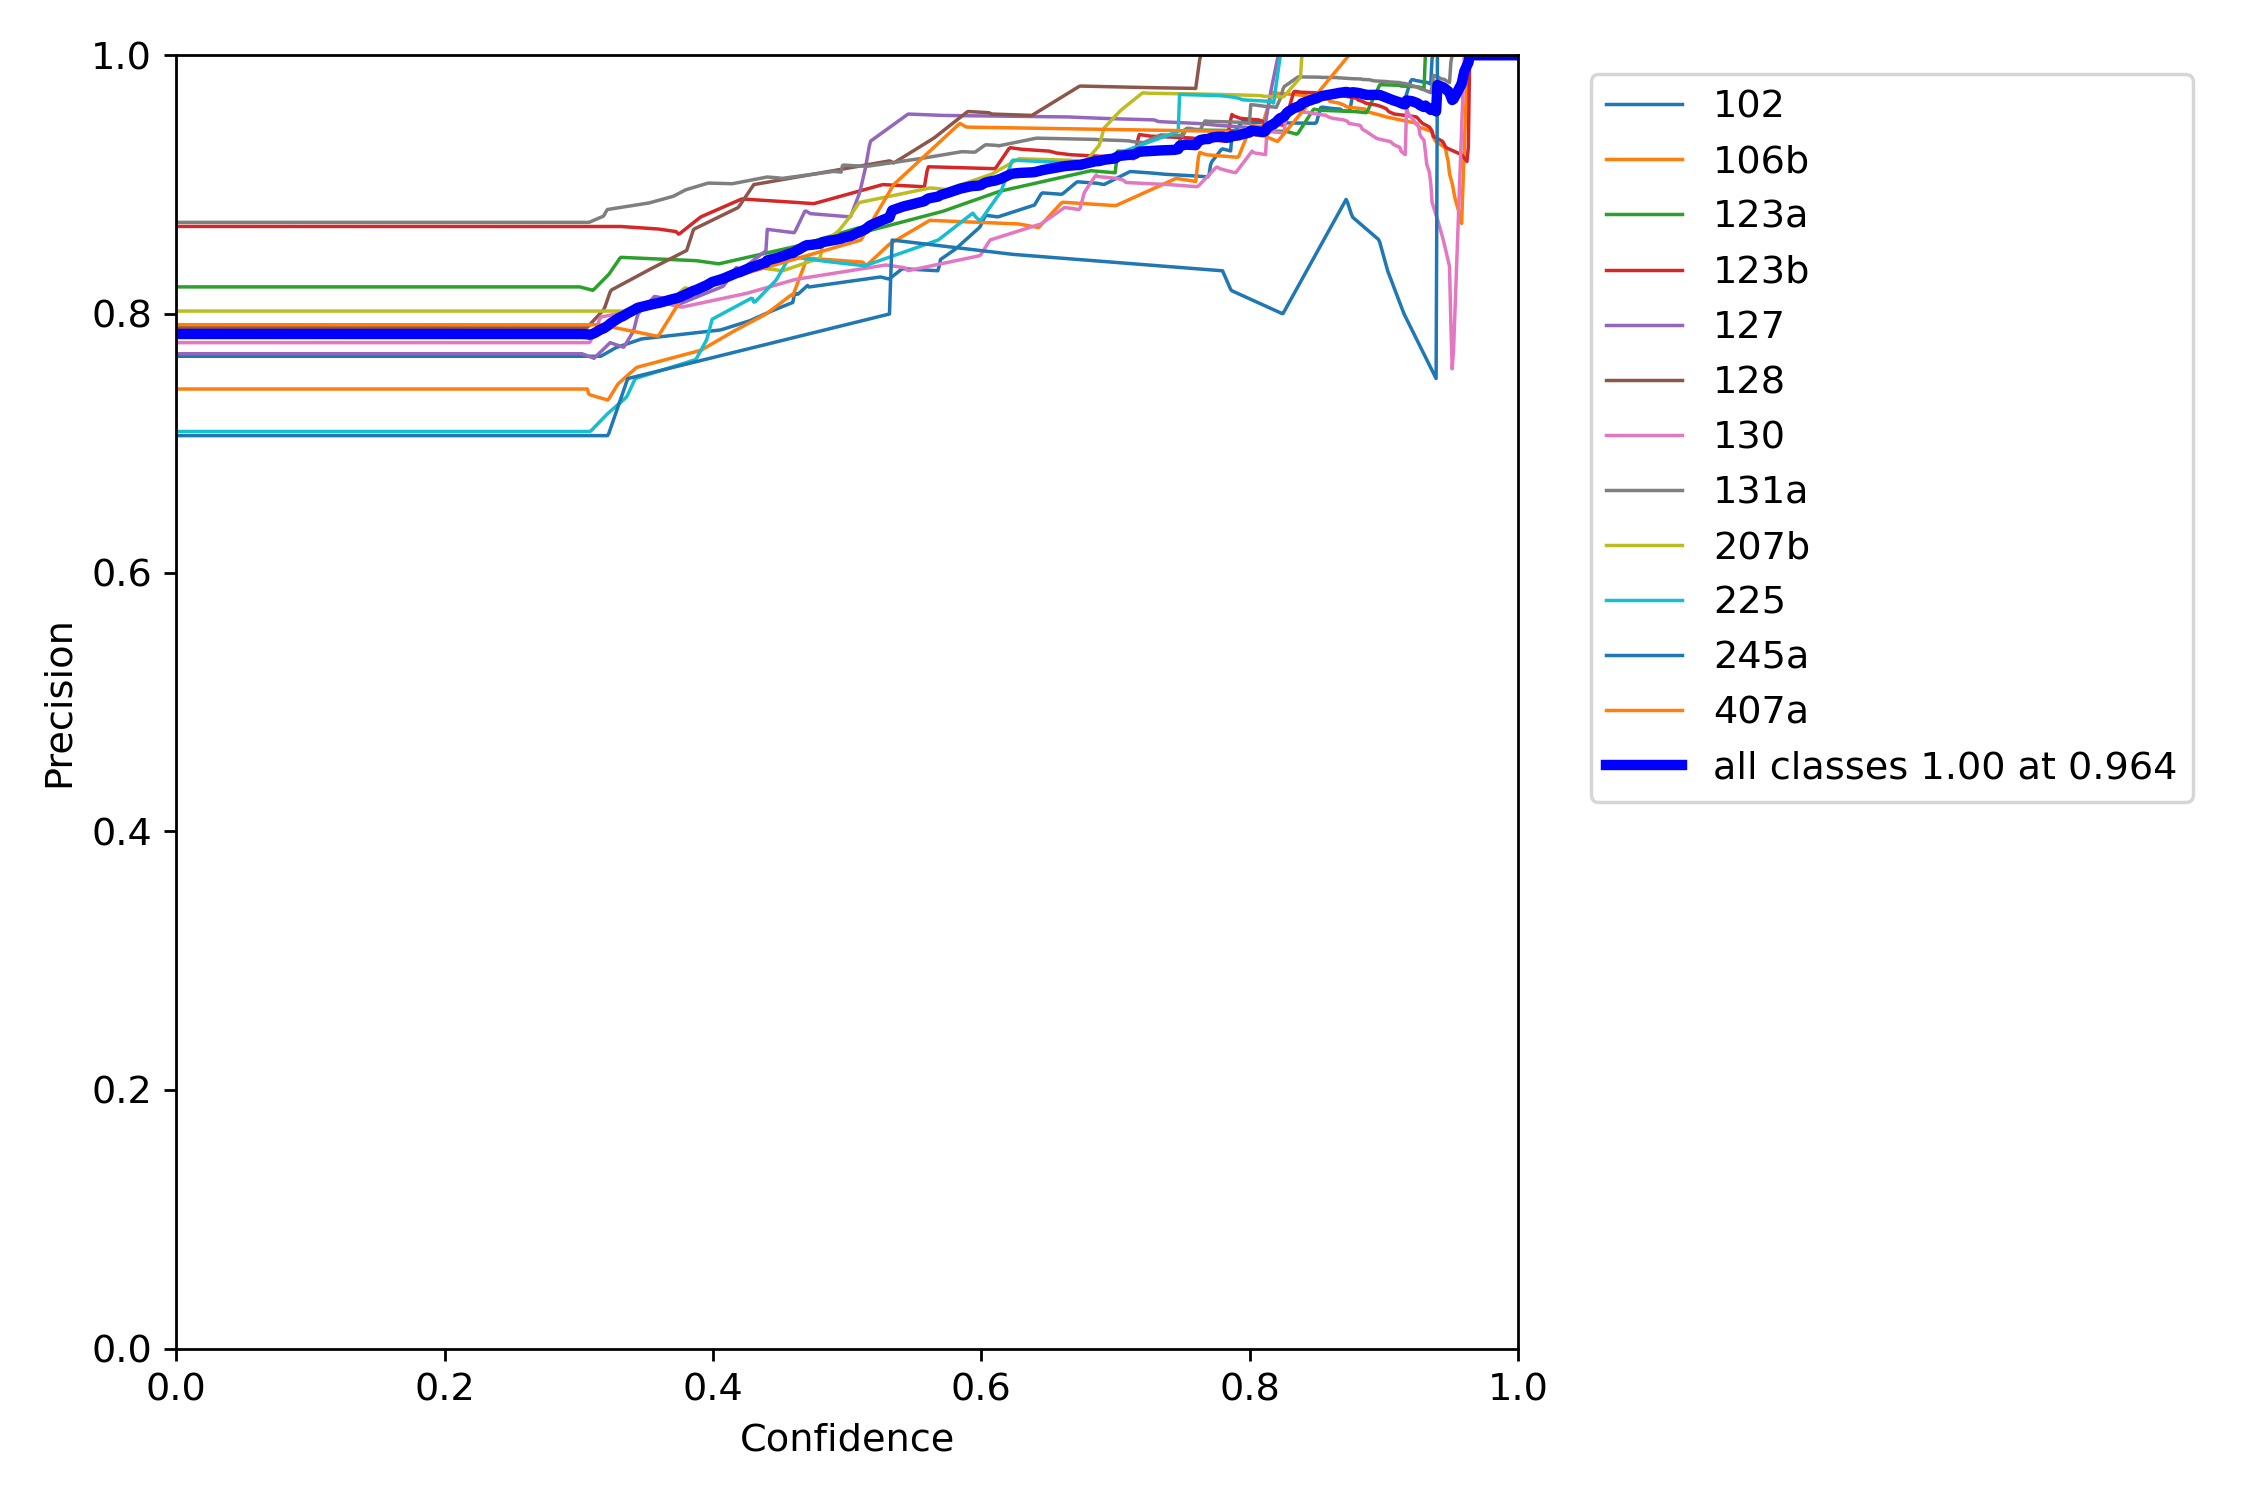 1.0
0.8
0.6
0.4
0.2
0.0
Precision
0.0 0.2 0.4 0.6 0.8 1.0
Confidence
102
106b
123a
123b
127
128
130
131a
207b
225
245a
407a
all classes 1.00 at 0.964